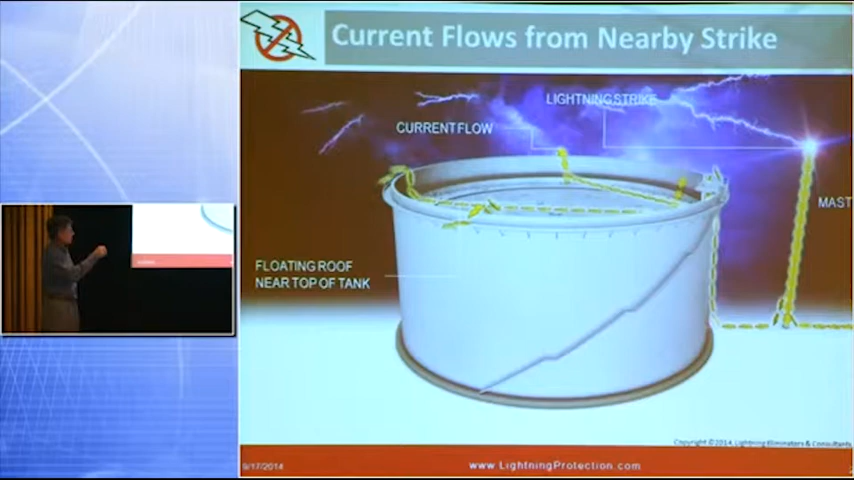 Current Flows from Nearby Strike
LIGHTNING STRIKE
CURRENT FLOW
MAST
FLOATING ROOF
NEAR TOP OF TANK
Copyright ©2014, Lightning Eliminators & Consultants
9/17/2014
www.LightningProtection.com